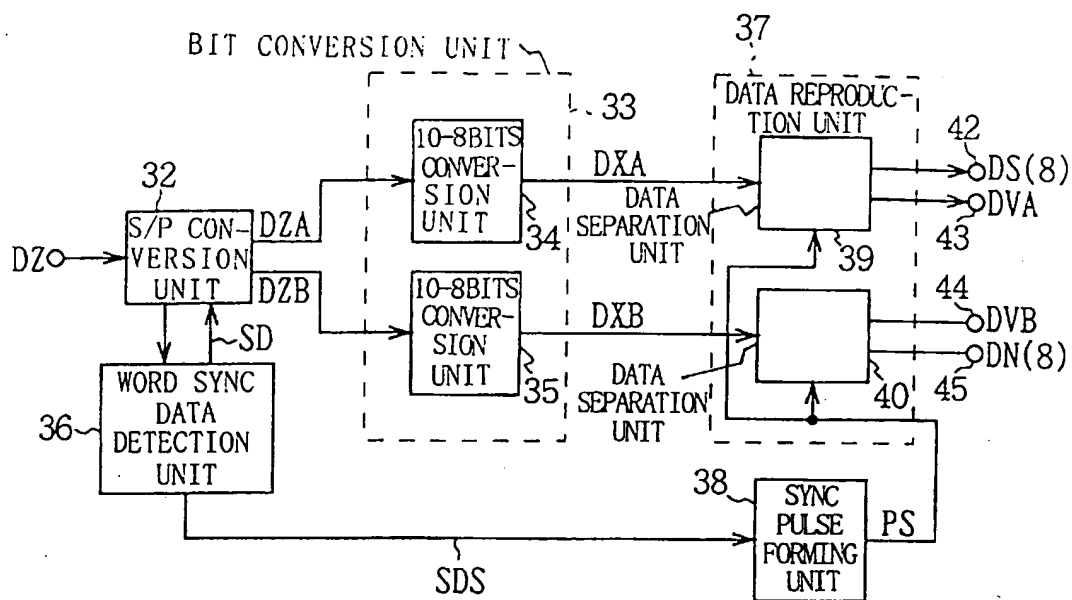 BIT CONVERSION UNIT
37
DATA REPRODUC-
TION UNIT
33
32
10-8BITS
CONVER-
SION
UNIT
34
DXA
DATA
SEPARATION
UNIT
39
42
DS(8)
DVA
43
DZ
S/P CON-
VERSION
UNIT
DZA
DZB
SD
10-8BITS
CONVER-
SION
UNIT
35
DXB
DATA
SEPARATION
UNIT
40
44
DVB
DN(8)
45
36
WORD SYNC
DATA
DETECTION
UNIT
SDS
38
SYNC
PULSE
FORMING
UNIT
PS